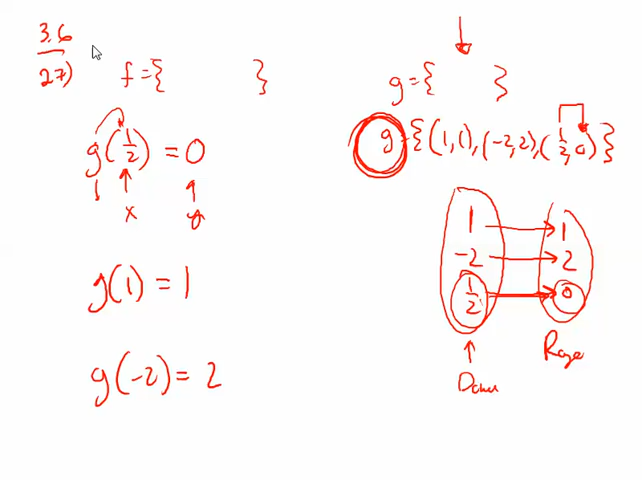 3.6
27)
f = { }
g(1/2) = 0
x
y
g(1) = 1
g(-2) = 2
g = { }
g = {(1,1), (-2,2), (1/2, 0)}
1 1
-2 2
1/2 0